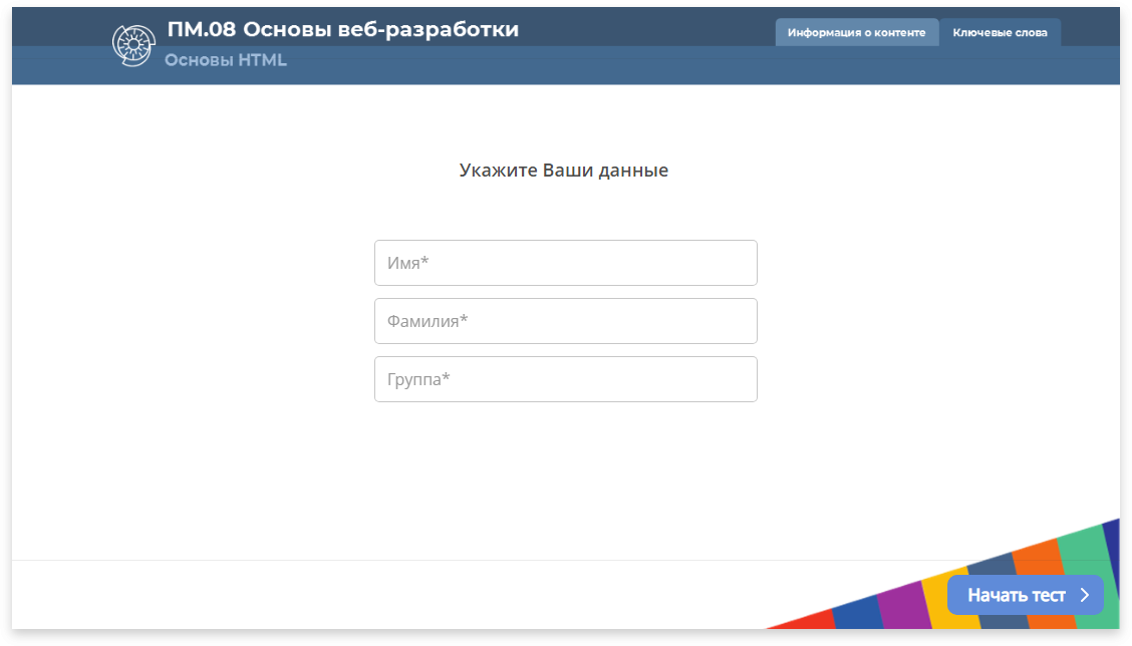 ПМ.08 Основы веб-разработки
Информация о контенте
Ключевые слова
Основы HTML
Укажите Ваши данные
Имя*
Фамилия*
Группа*
Начать тест